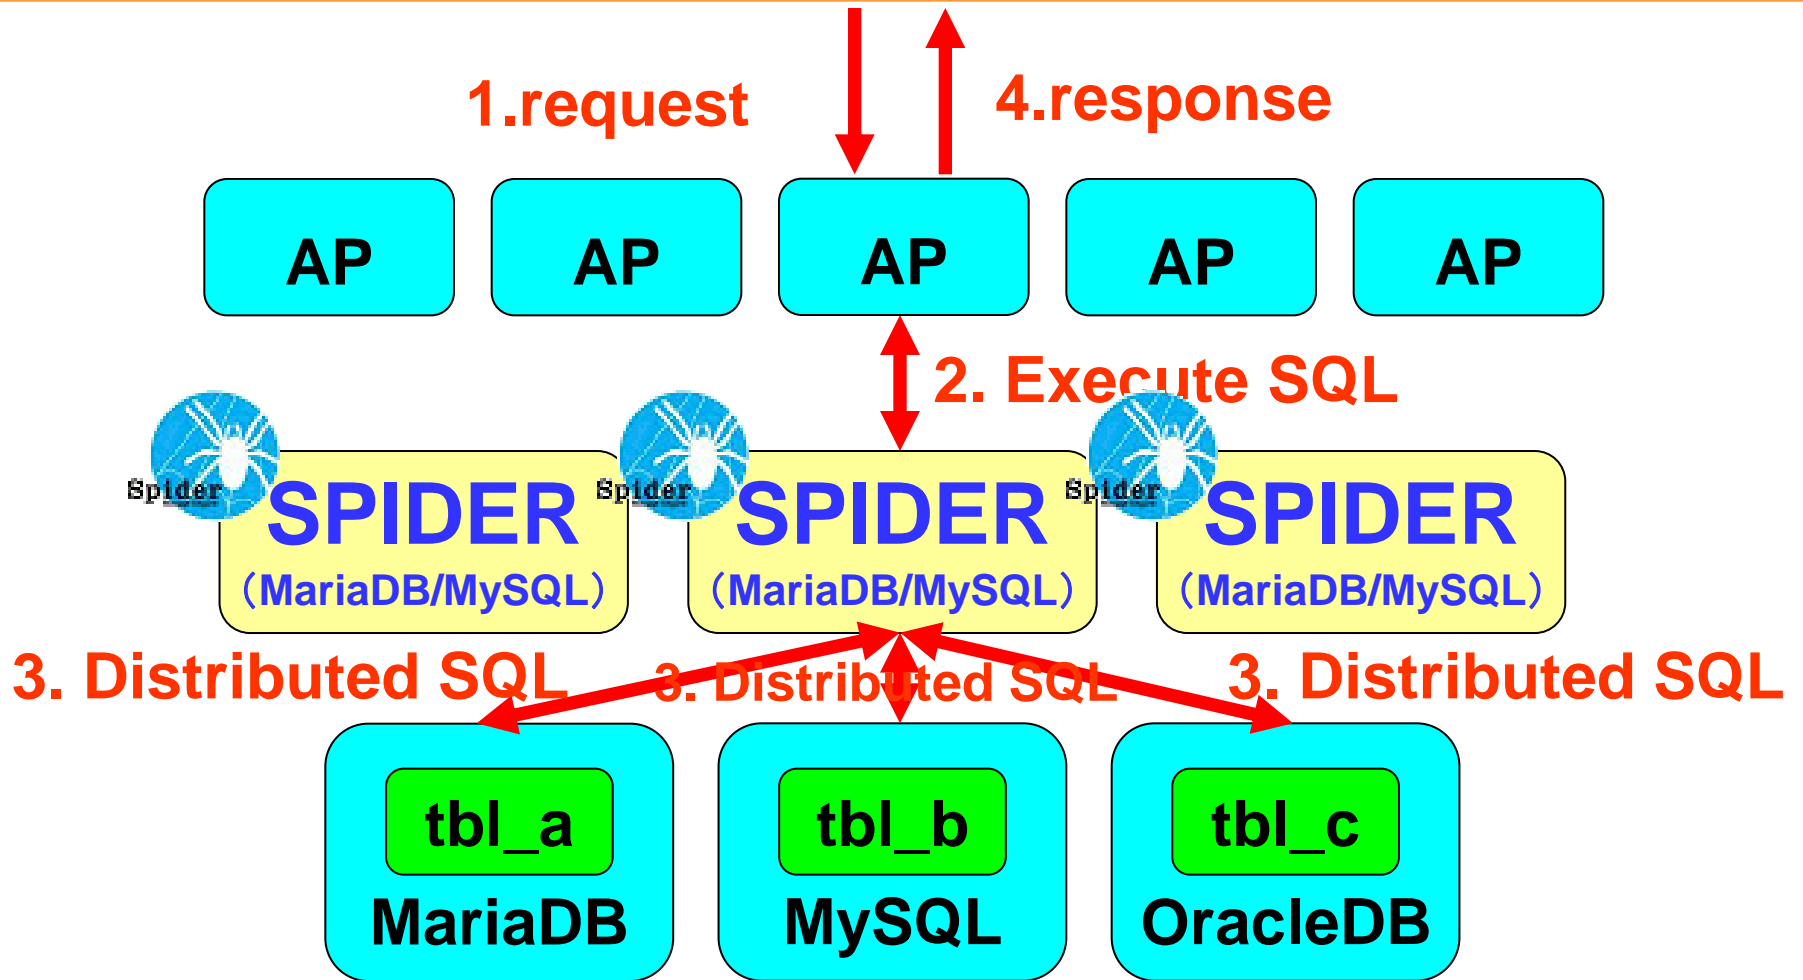 1.request
4.response
AP
AP
AP
AP
AP
2. Execute SQL
Spider
Spider
Spider
SPIDER
(MariaDB/MySQL)
SPIDER
(MariaDB/MySQL)
SPIDER
(MariaDB/MySQL)
3. Distributed SQL
3. Distributed SQL
3. Distributed SQL
tbl_a
MariaDB
tbl_b
MySQL
tbl_c
OracleDB